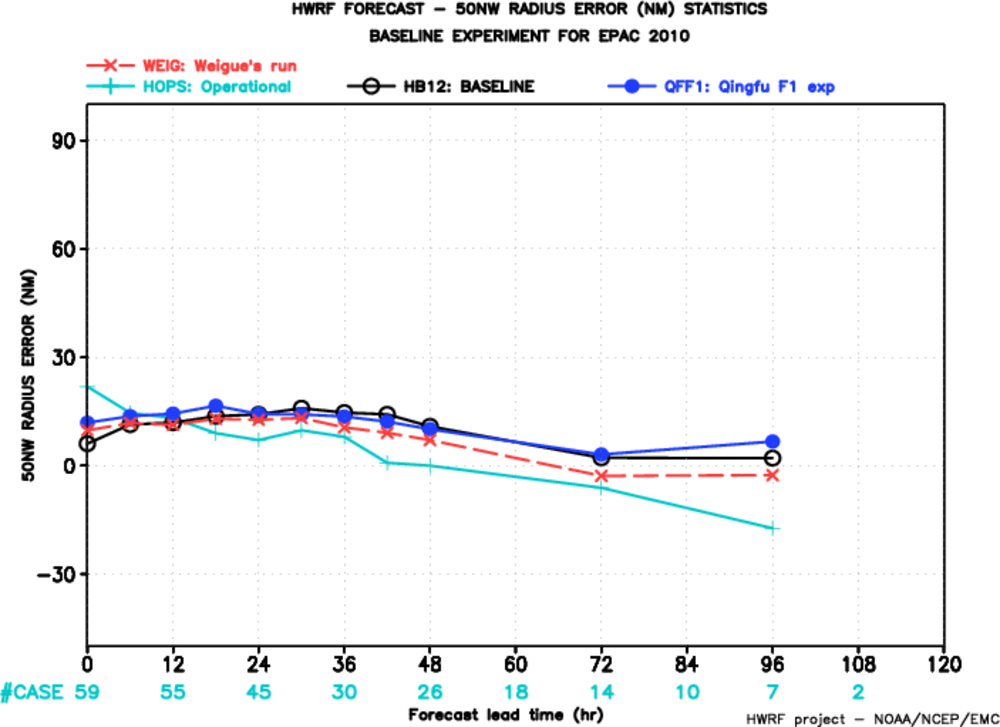 HWRF FORECAST – 50NW RADIUS ERROR (NM) STATISTICS
BASELINE EXPERIMENT FOR EPAC 2010
WEIG: Weigue's run
HOPS: Operational HB12: BASELINE QFF1: Qingfu F1 exp
50NW RADIUS ERROR (NM)
90
60
30
0
–30
0 12 24 36 48 60 72 84 96 108 120
#CASE 59 55 45 30 26 18 14 10 7 2
Forecast lead time (hr)
HWRF project – NOAA/NCEP/EMC